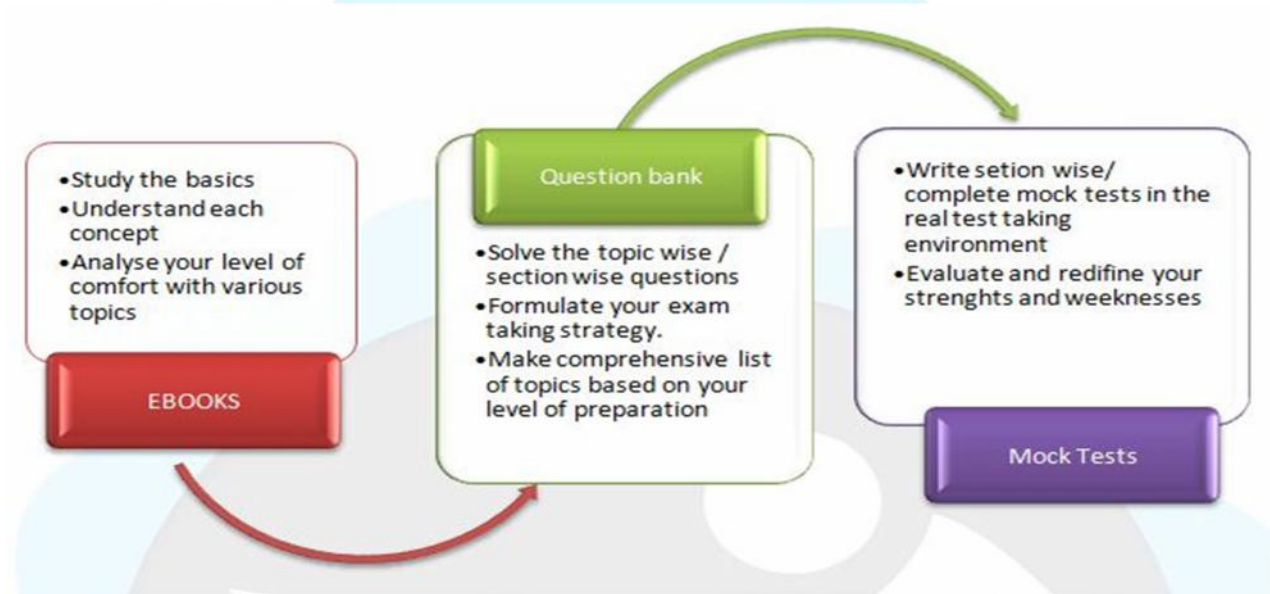 •Study the basics
•Understand each
concept
•Analyse your level of
comfort with various
topics
EBOOKS
Question bank
•Solve the topic wise /
section wise questions
•Formulate your exam
taking strategy.
•Make comprehensive list
of topics based on your
level of preparation
•Write setion wise/
complete mock tests in the
real test taking
environment
•Evaluate and redifine your
strenghts and weeknesses
Mock Tests